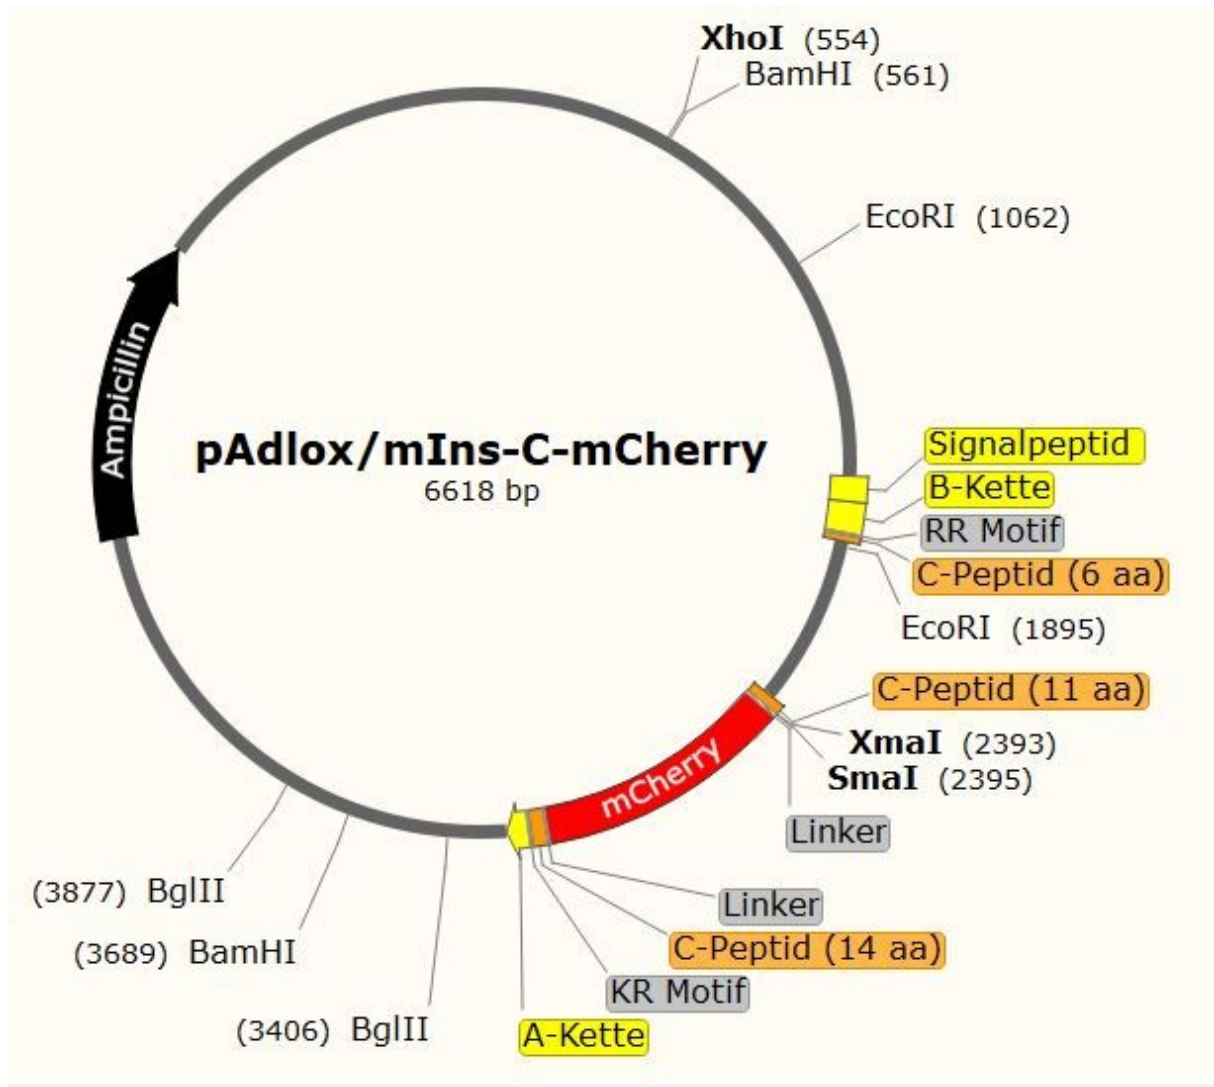 XhoI (554)
BamHI (561)
EcoRI (1062)
Ampicillin
pAdlox/mIns-C-mCherry
6618 bp
Signalpeptid
B-Kette
RR Motif
C-Peptid (6 aa)
EcoRI (1895)
C-Peptid (11 aa)
XmaI (2393)
SmaI (2395)
mCherry
Linker
(3877) BglII
Linker
(3689) BamHI
C-Peptid (14 aa)
KR Motif
(3406) BglII
A-Kette